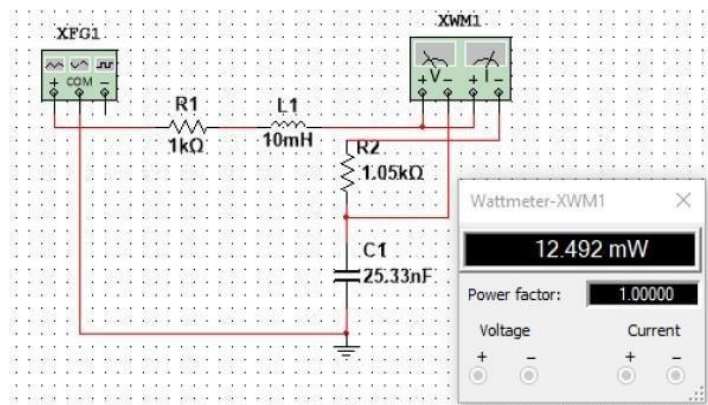 XFG1
XWM1
+ COM −
+ V − + I −
R1
L1
1kΩ
10mH
R2
1.05kΩ
C1
25.33nF
Wattmeter-XWM1
12.492 mW
Power factor: 1.00000
Voltage Current
+ − + −